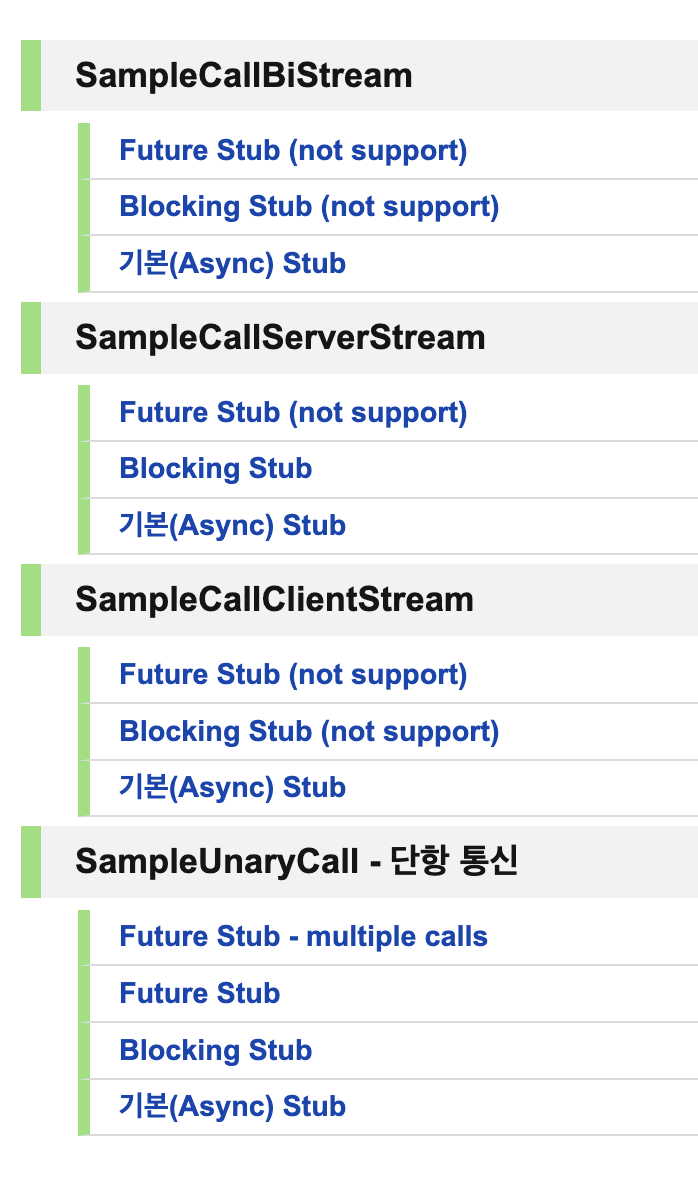 SampleCallBiStream
Future Stub (not support)
Blocking Stub (not support)
기본(Async) Stub
SampleCallServerStream
Future Stub (not support)
Blocking Stub
기본(Async) Stub
SampleCallClientStream
Future Stub (not support)
Blocking Stub (not support)
기본(Async) Stub
SampleUnaryCall - 단항 통신
Future Stub - multiple calls
Future Stub
Blocking Stub
기본(Async) Stub